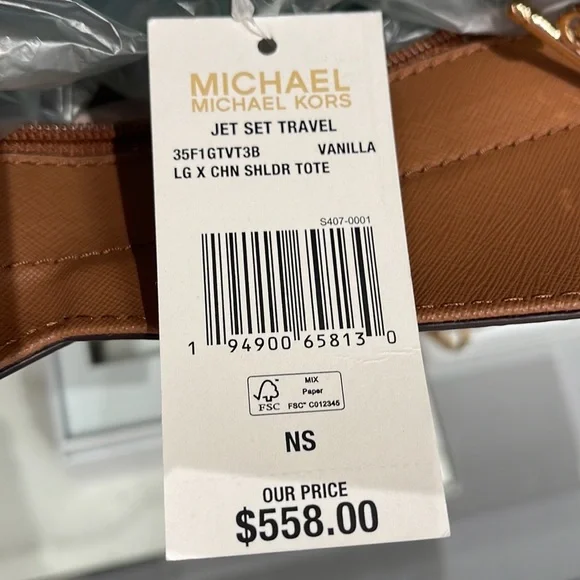 MICHAEL
MICHAEL KORS
JET SET TRAVEL
35F1GTVT3B VANILLA
LG X CHN SHLDR TOTE
S407-0001
1 94900 65813 0
FSC
MIX
Paper
FSC™ C012345
NS
OUR PRICE
$558.00